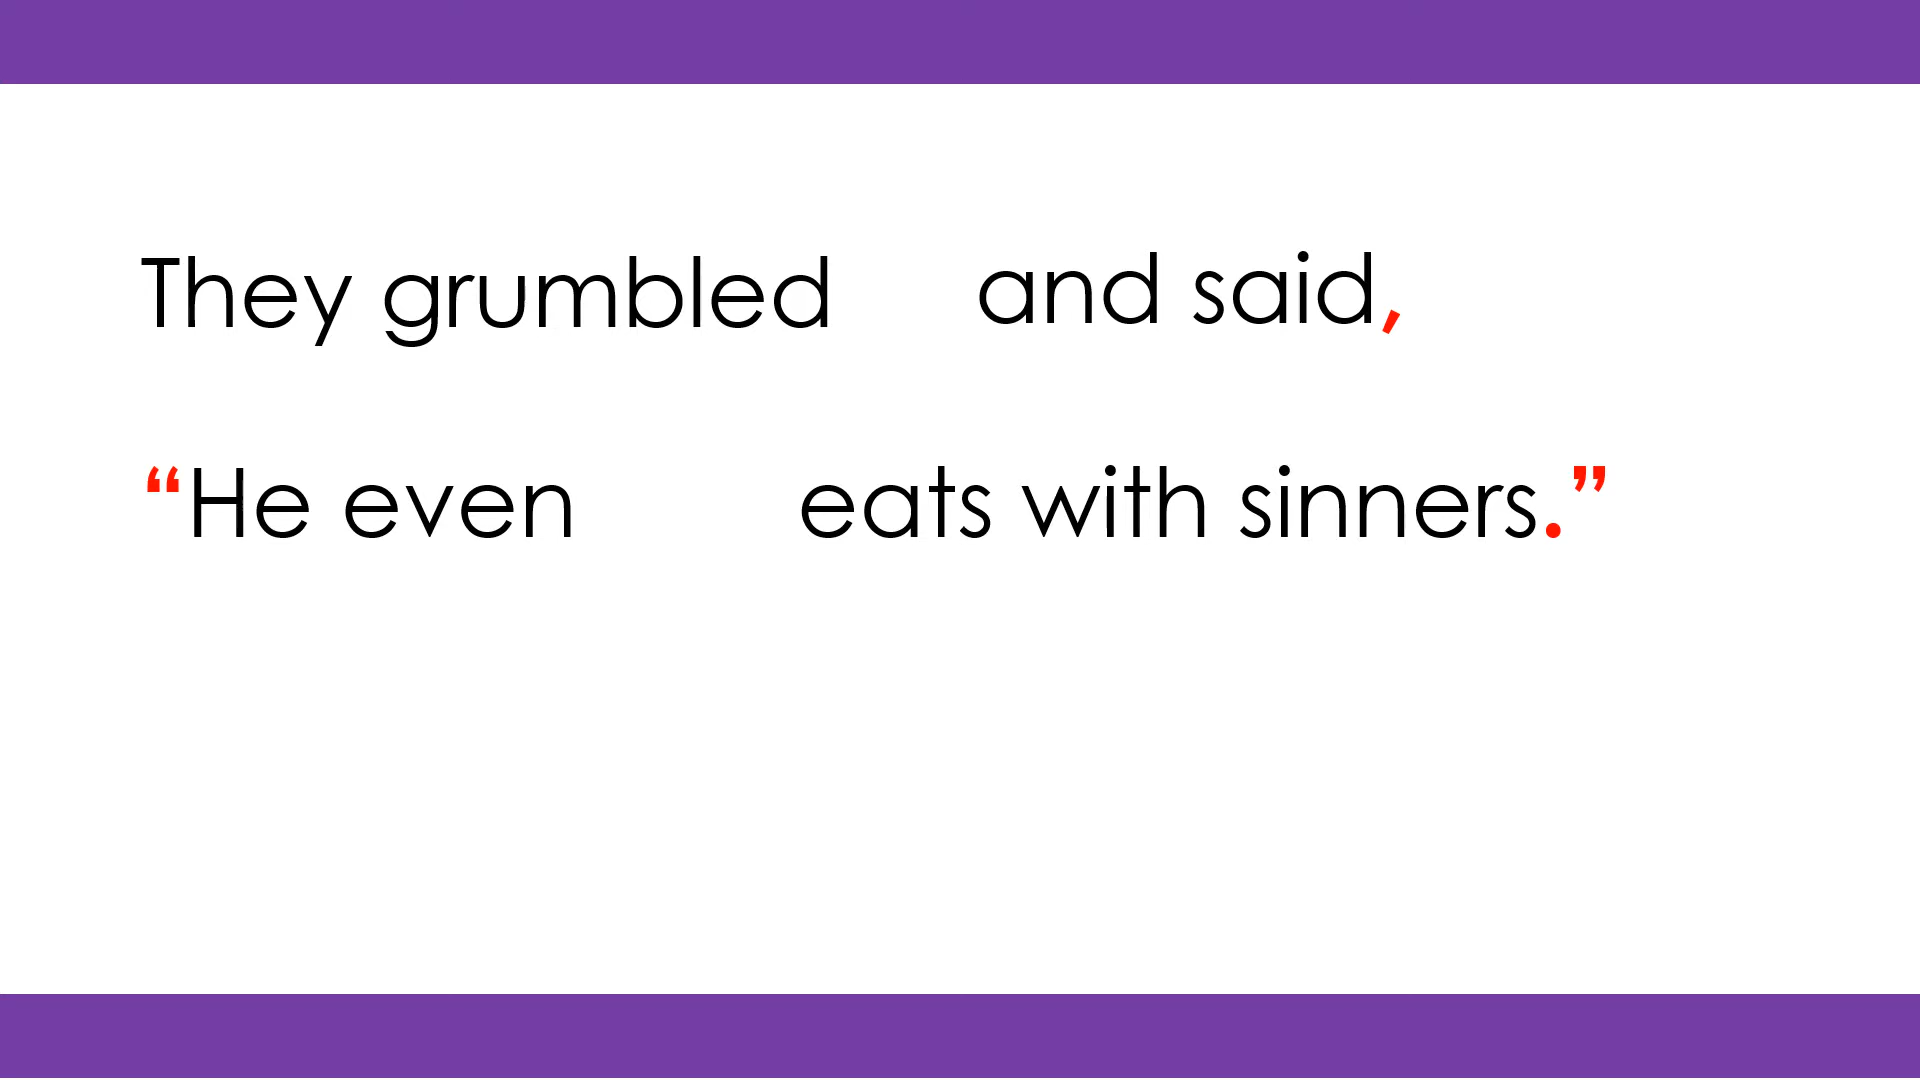 They grumbled and said,
“He even eats with sinners.”